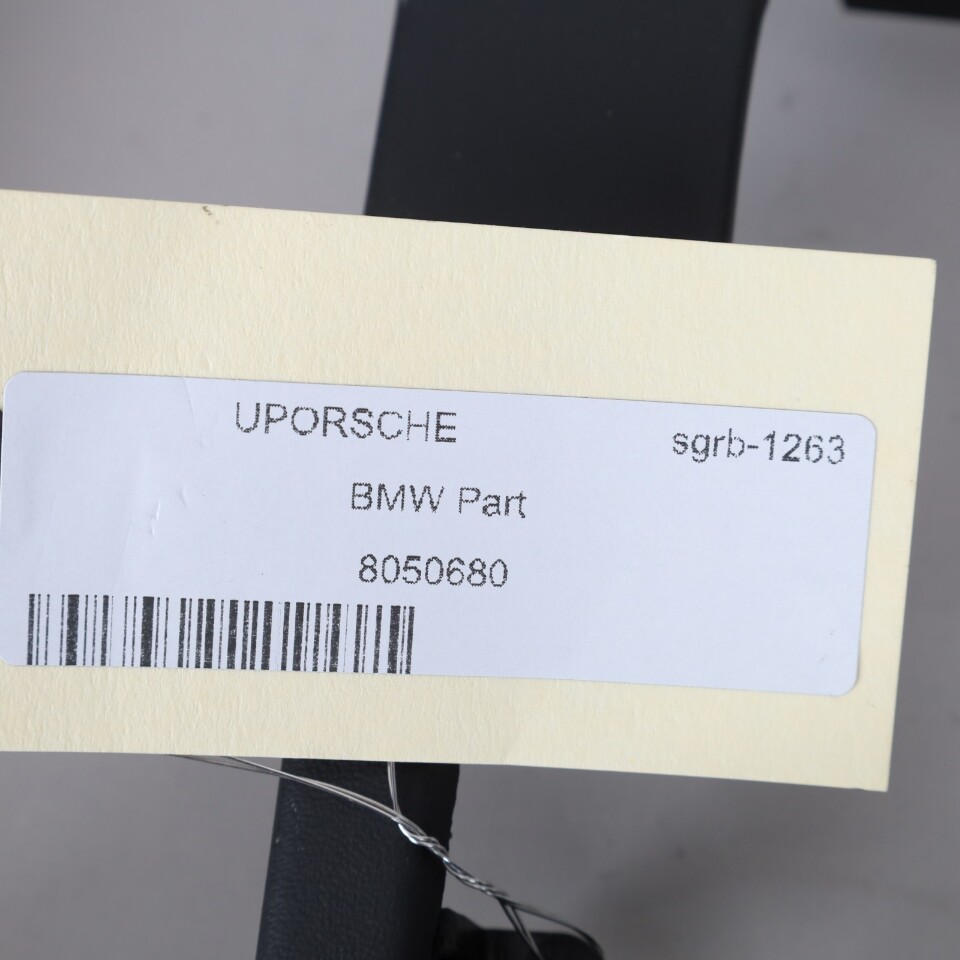 UPORSCHE
sgrb-1263
BMW Part
8050680